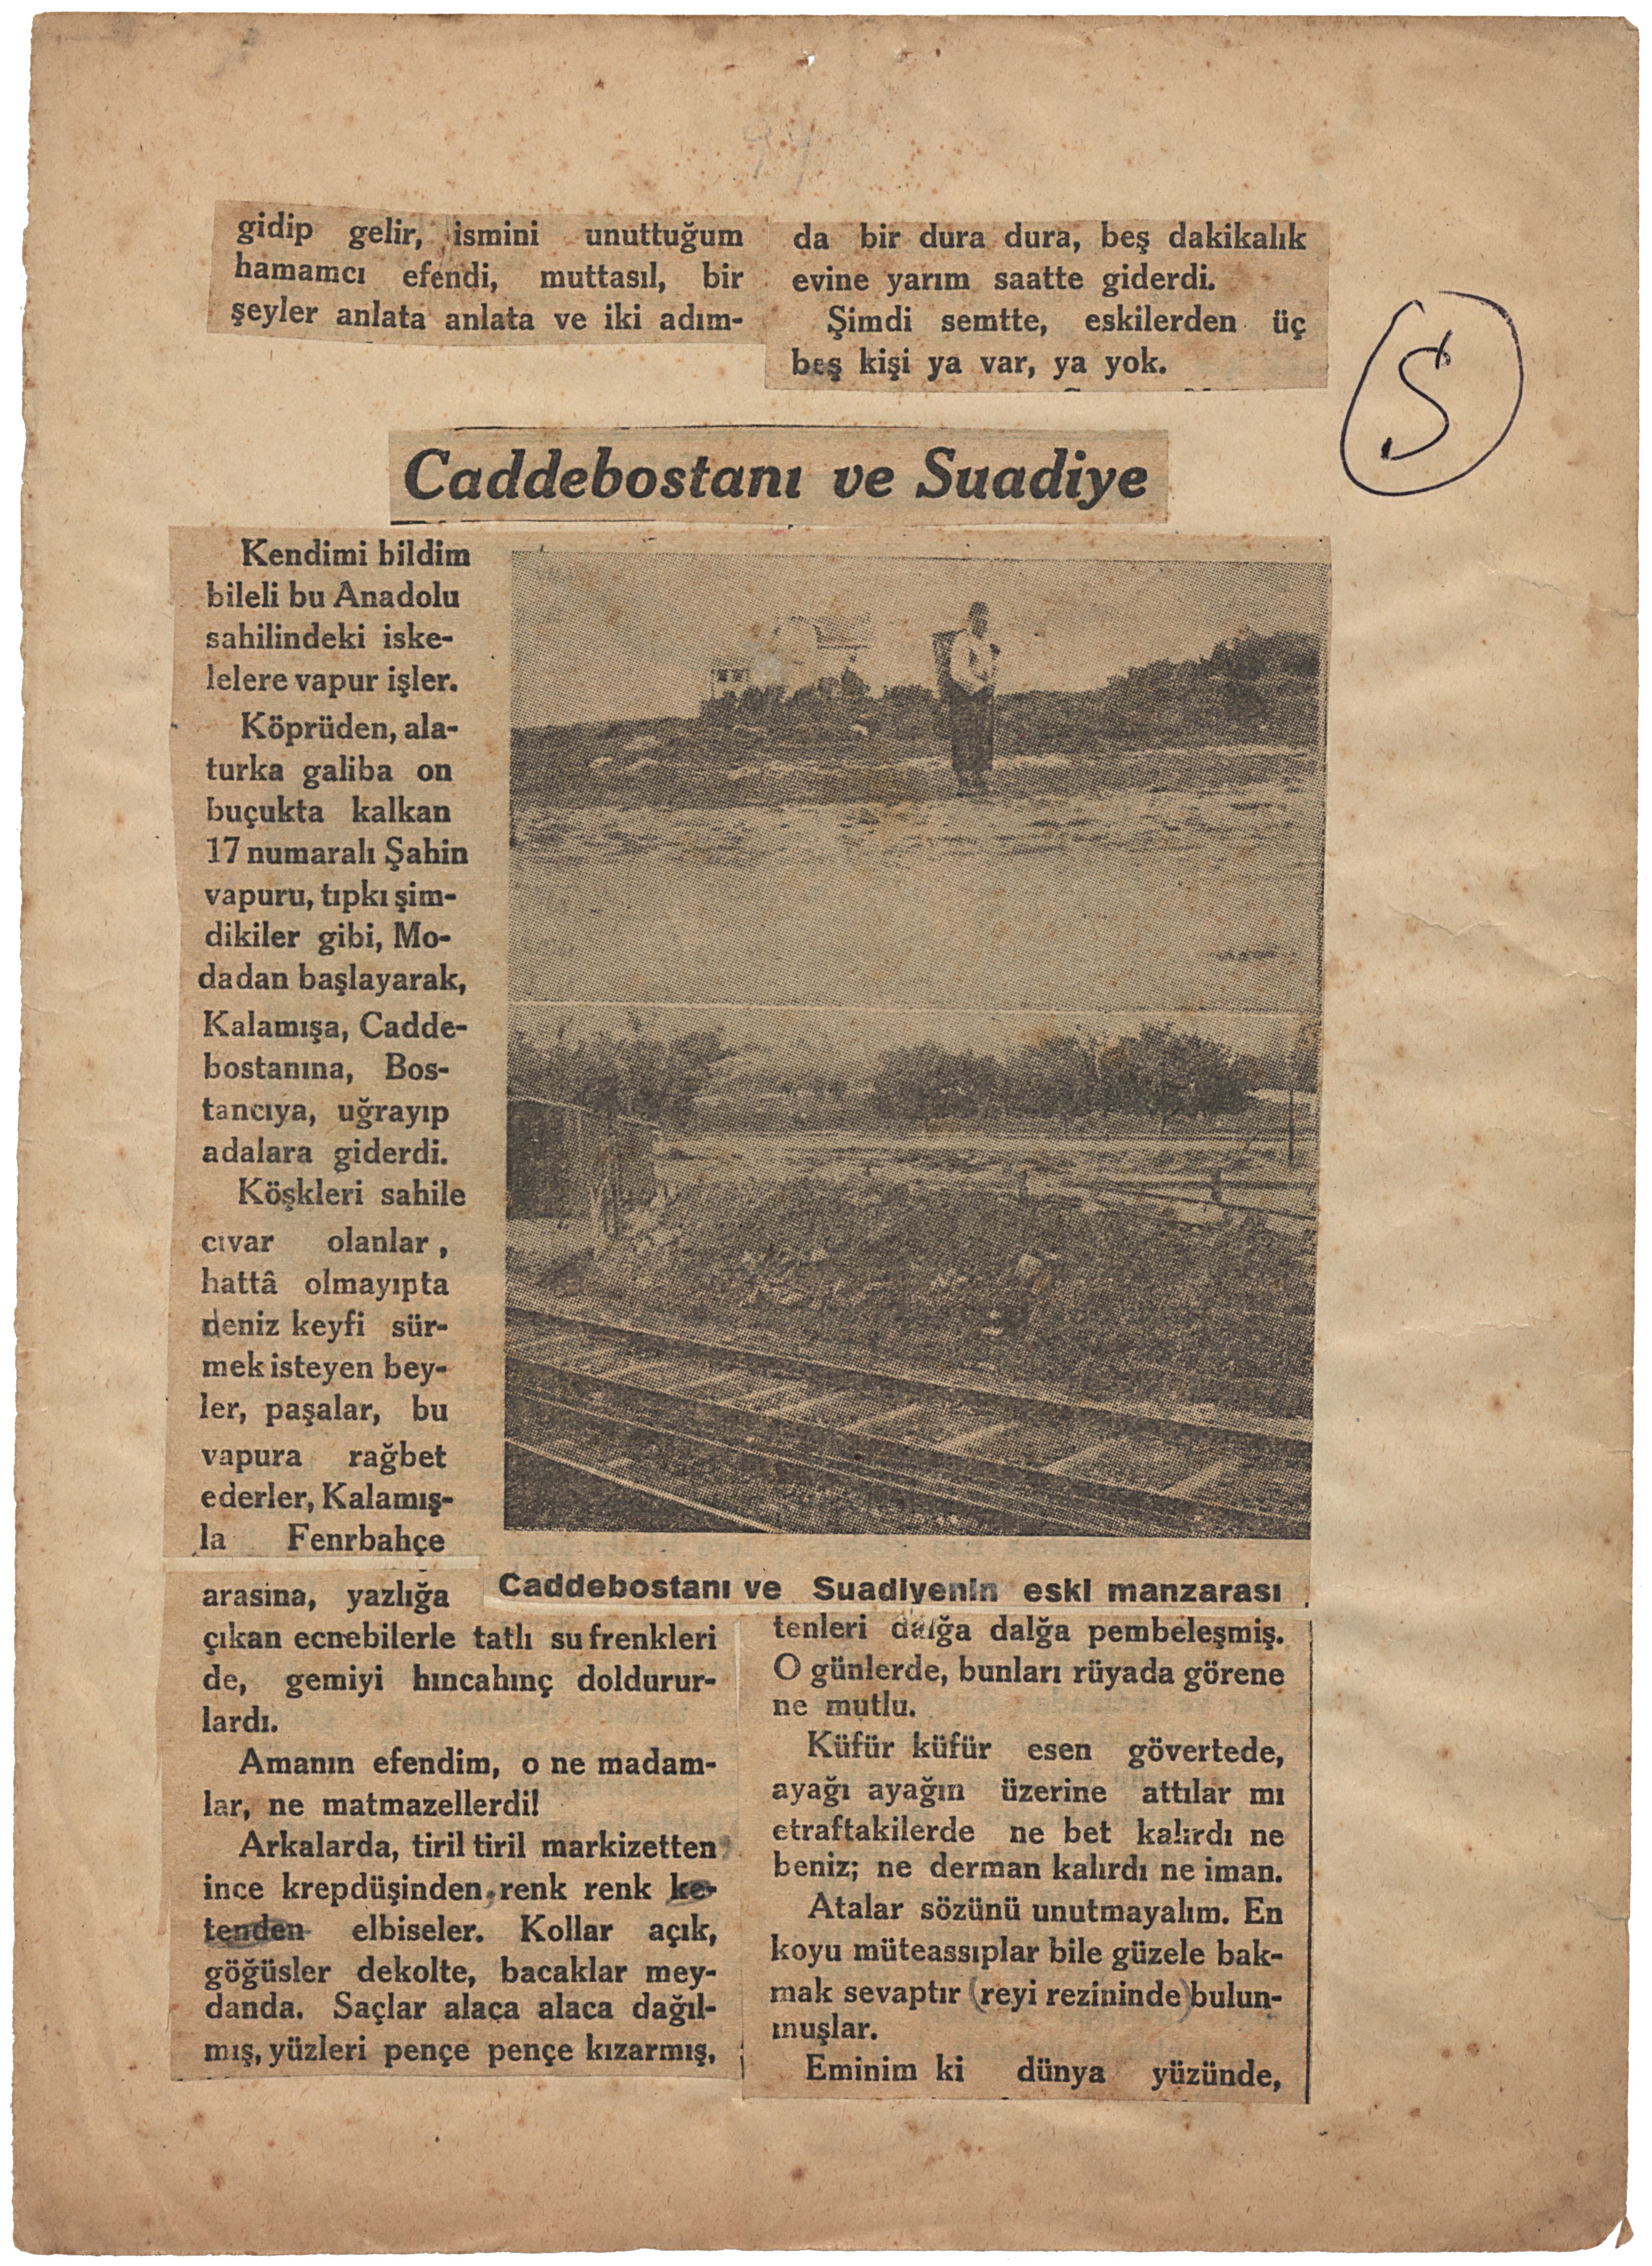 gidip gelir, ismini unuttuğum
hamamcı efendi, muttasıl, bir
şeyler anlata anlata ve iki adım-
da bir dura dura, beş dakikalık
evine yarım saatte giderdi.
Şimdi semtte, eskilerden üç
beş kişi ya var, ya yok.
S
Caddebostanı ve Suadiye
Kendimi bildim
bileli bu Anadolu
sahilindeki iske-
lelere vapur işler.
Köprüden, ala-
turka galiba on
buçukta kalkan
17 numaralı Şahin
vapuru, tıpkı şim-
dikiler gibi, Mo-
dadan başlayarak,
Kalamışa, Cadde-
bostanına, Bos-
tancıya, uğrayıp
adalara giderdi.
Köşkleri sahile
cıvar olanlar,
hattâ olmayıpta
deniz keyfi sür-
mek isteyen bey-
ler, paşalar, bu
vapura rağbet
ederler, Kalamış-
la Fenrbahçe
arasına, yazlığa
çıkan ecnebilerle tatlı su frenkleri
de, gemiyi hıncahınç doldurur-
lardı.
Amanın efendim, o ne madam-
lar, ne matmazellerdi!
Arkalarda, tiril tiril markizetten
ince krepdüşinden, renk renk ke-
tenden elbiseler. Kollar açık,
göğüsler dekolte, bacaklar mey-
danda. Saçlar alaca alaca dağıl-
mış, yüzleri pençe pençe kızarmış,
Caddebostanı ve Suadiyenin eski manzarası
tenleri dalğa dalğa pembeleşmiş.
O günlerde, bunları rüyada görene
ne mutlu.
Küfür küfür esen gövertede,
ayağı ayağın üzerine attılar mı
etraftakilerde ne bet kalırdı ne
beniz; ne derman kalırdı ne iman.
Atalar sözünü unutmayalım. En
koyu müteassıplar bile güzele bak-
mak sevaptır (reyi rezininde) bulun-
muşlar.
Eminim ki dünya yüzünde,